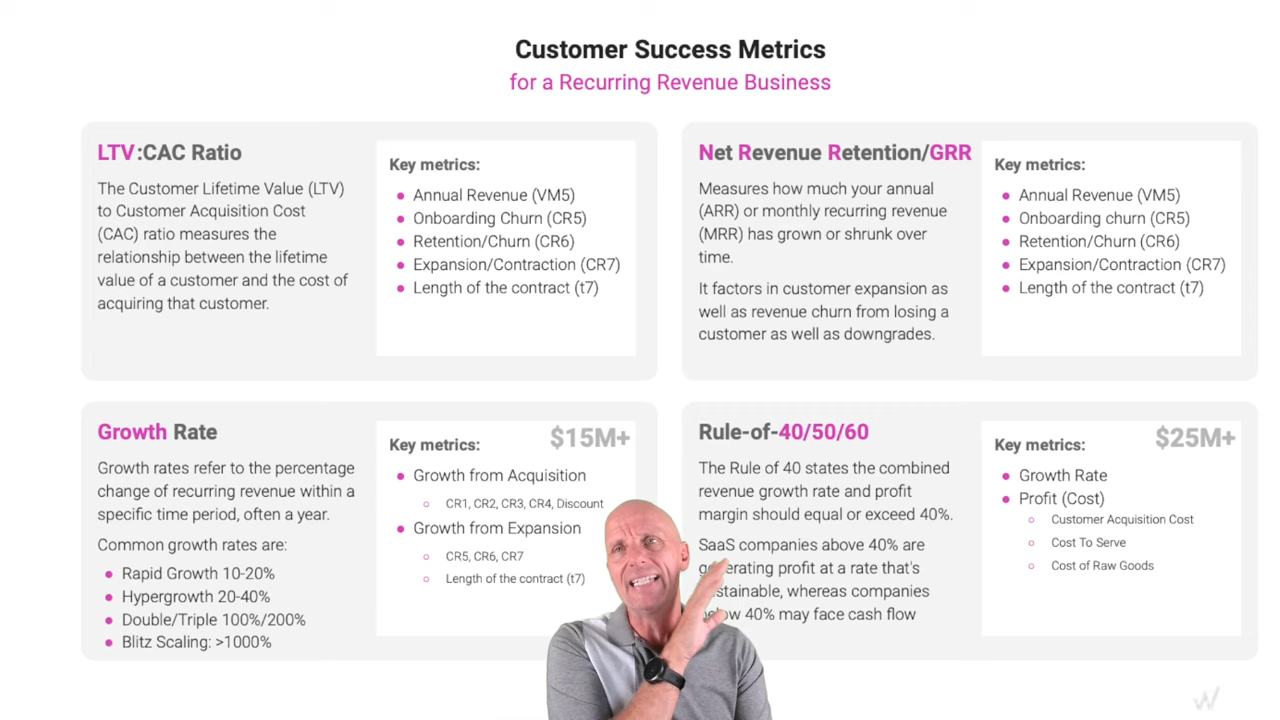 Customer Success Metrics
for a Recurring Revenue Business
LTV:CAC Ratio
The Customer Lifetime Value (LTV)
to Customer Acquisition Cost
(CAC) ratio measures the
relationship between the lifetime
value of a customer and the cost of
acquiring that customer.
Key metrics:
Annual Revenue (VM5)
Onboarding Churn (CR5)
Retention/Churn (CR6)
Expansion/Contraction (CR7)
Length of the contract (t7)
Net Revenue Retention/GRR
Measures how much your annual
(ARR) or monthly recurring revenue
(MRR) has grown or shrunk over
time.
It factors in customer expansion as
well as revenue churn from losing a
customer as well as downgrades.
Key metrics:
Annual Revenue (VM5)
Onboarding churn (CR5)
Retention/Churn (CR6)
Expansion/Contraction (CR7)
Length of the contract (t7)
Growth Rate
Growth rates refer to the percentage
change of recurring revenue within a
specific time period, often a year.
Common growth rates are:
Rapid Growth 10-20%
Hypergrowth 20-40%
Double/Triple 100%/200%
Blitz Scaling: >1000%
$15M+
Key metrics:
Growth from Acquisition
CR1, CR2, CR3, CR4, Discount
Growth from Expansion
CR5, CR6, CR7
Length of the contract (t7)
Rule-of-40/50/60
The Rule of 40 states the combined
revenue growth rate and profit
margin should equal or exceed 40%.
SaaS companies above 40% are
generating profit at a rate that's
sustainable, whereas companies
below 40% may face cash flow
$25M+
Key metrics:
Growth Rate
Profit (Cost)
Customer Acquisition Cost
Cost To Serve
Cost of Raw Goods